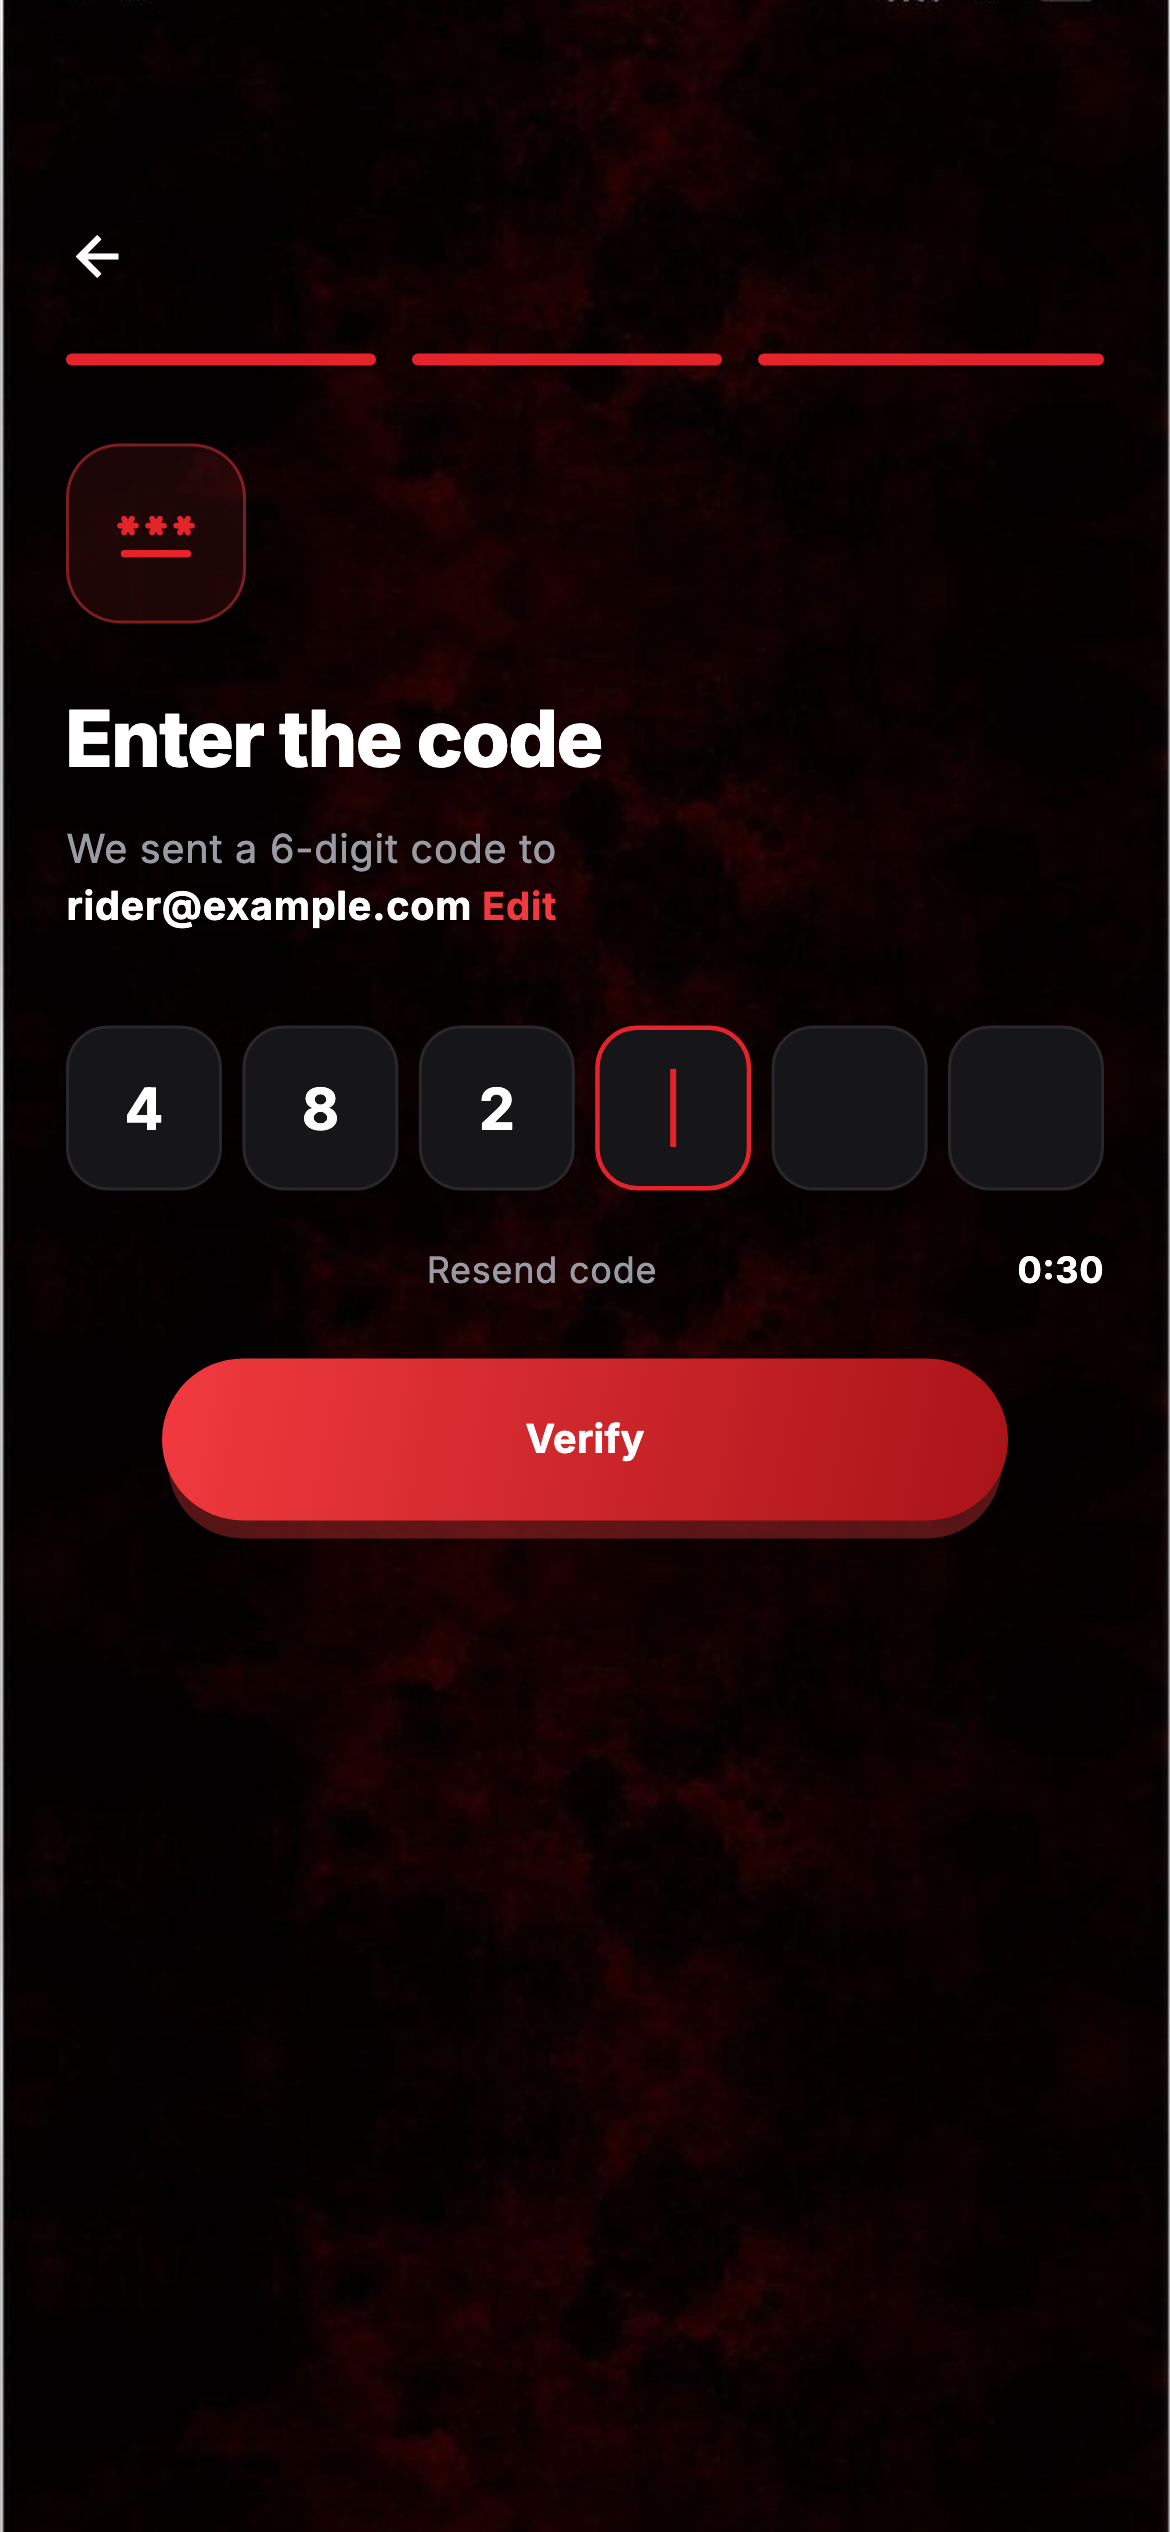 ***
Enter the code
We sent a 6-digit code to
rider@example.com Edit
4 8 2
Resend code 0:30
Verify